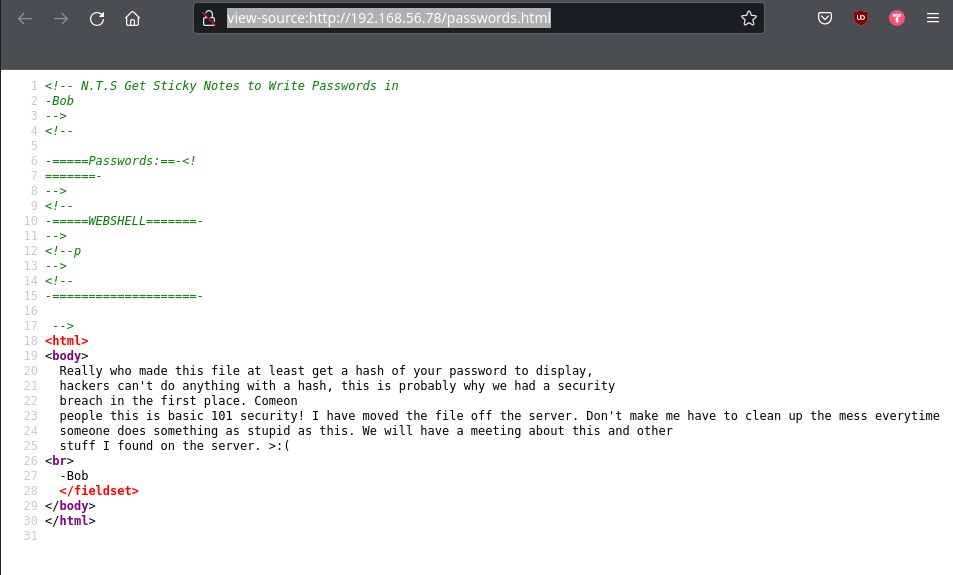 view-source:http://192.168.56.78/passwords.html
1 <!-- N.T.S Get Sticky Notes to Write Passwords in
2 -Bob
3 -->
4 <!--
5
6 -=====Passwords:==-<!
7 =======-
8 -->
9 <!--
10 -=====WEBSHELL=======-
11 -->
12 <!--p
13 -->
14 <!--
15 -====================-
16
17 -->
18 <html>
19 <body>
20 Really who made this file at least get a hash of your password to display,
21 hackers can't do anything with a hash, this is probably why we had a security
22 breach in the first place. Comeon
23 people this is basic 101 security! I have moved the file off the server. Don't make me have to clean up the mess everytime
24 someone does something as stupid as this. We will have a meeting about this and other
25 stuff I found on the server. >:(
26 <br>
27 -Bob
28 </fieldset>
29 </body>
30 </html>
31